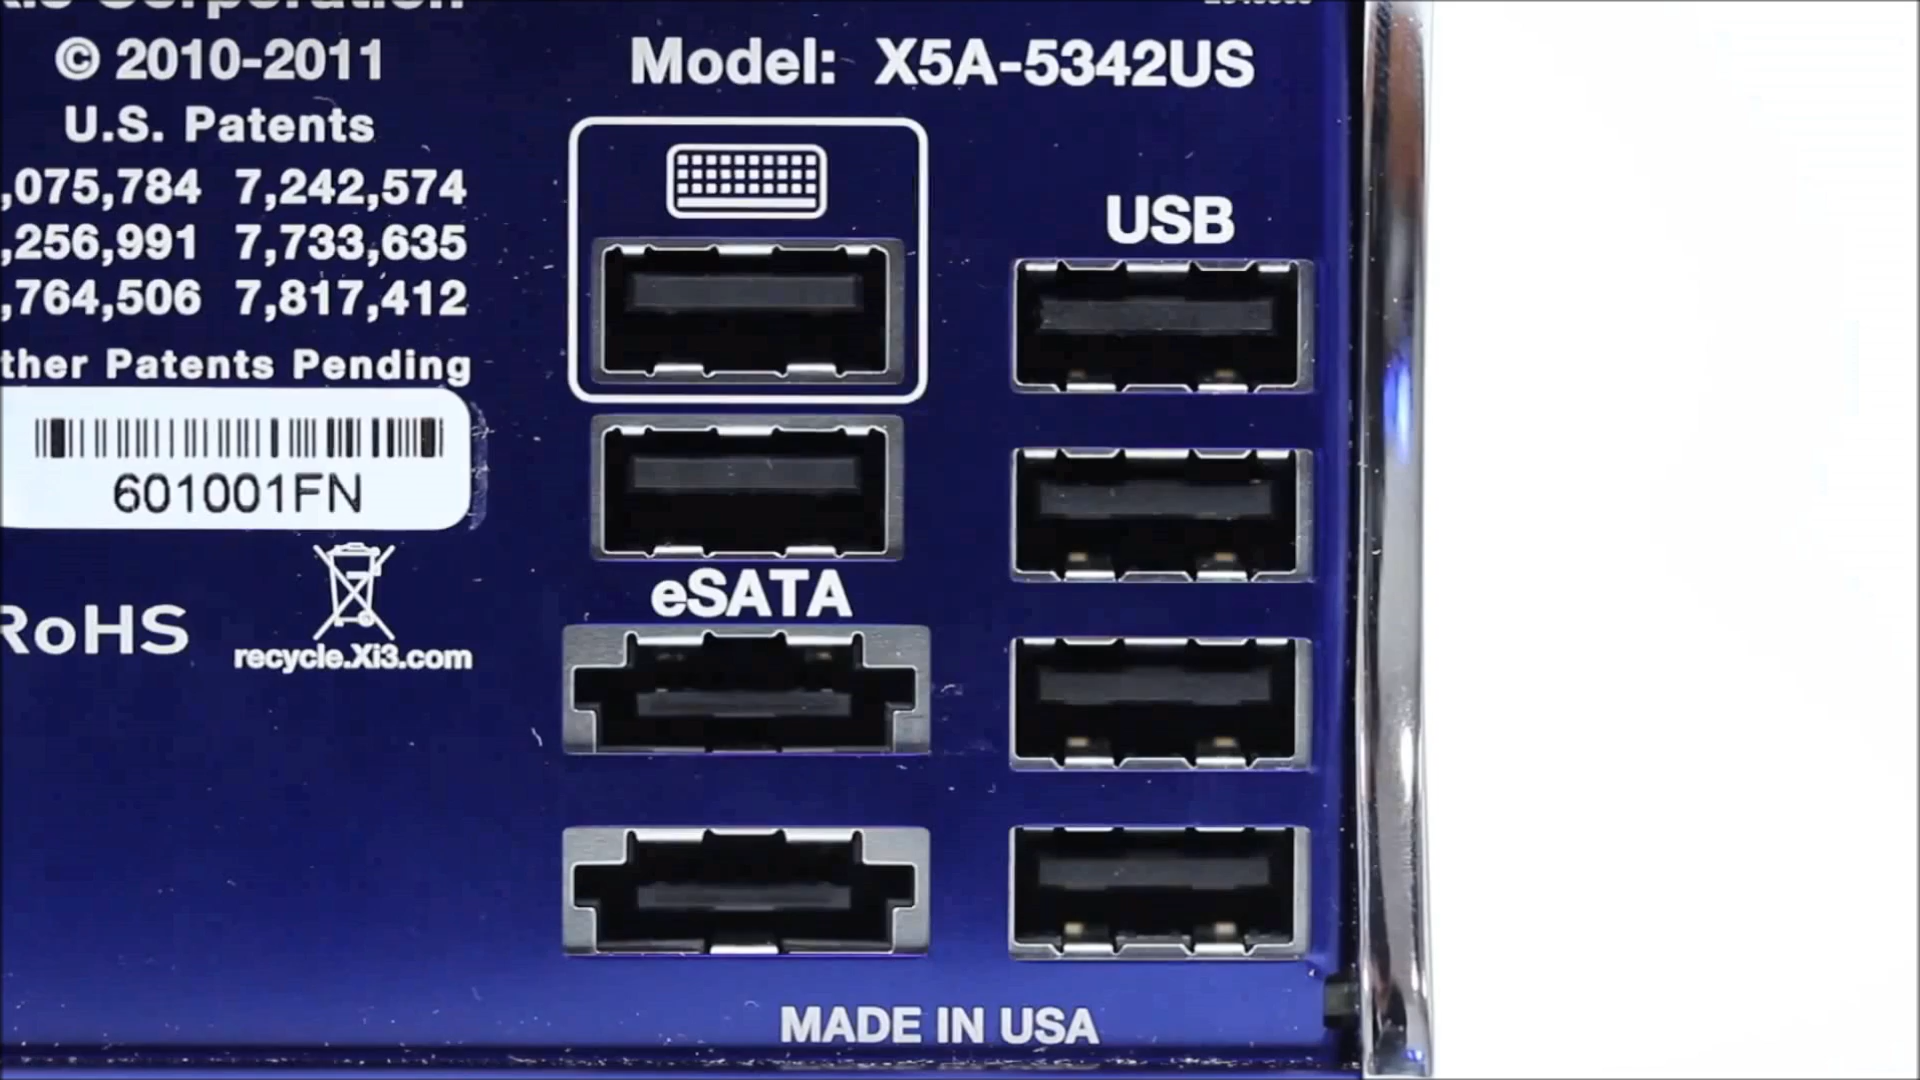 Corporation
© 2010-2011
U.S. Patents
,075,784 7,242,574
,256,991 7,733,635
,764,506 7,817,412
ther Patents Pending
601001FN
RoHS
recycle.Xi3.com
Model: X5A-5342US
USB
eSATA
MADE IN USA